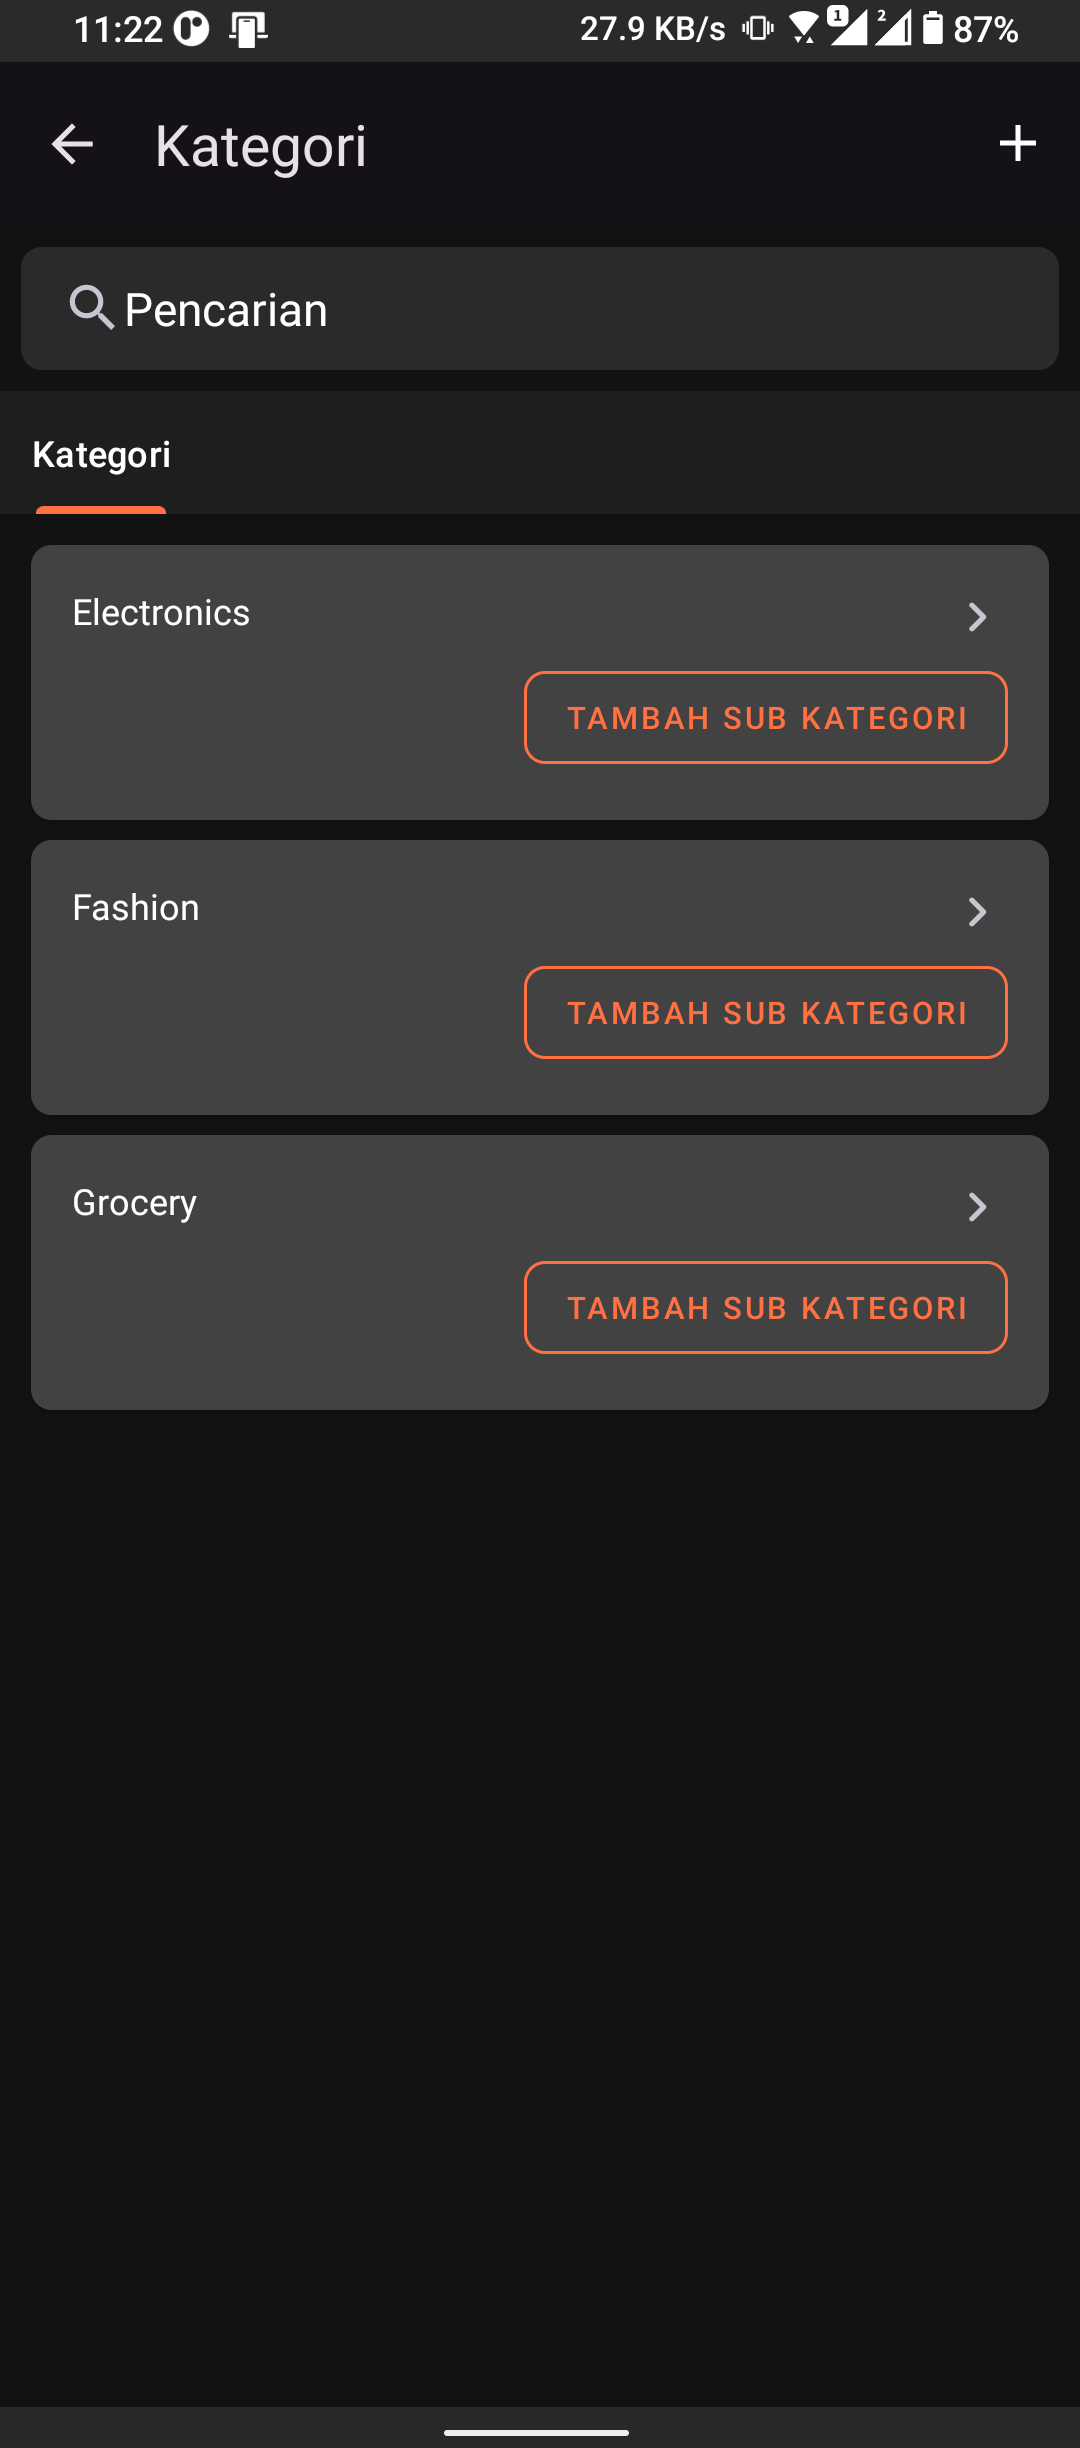 11:22 27.9 KB/s 1 2 87%
Kategori
Pencarian
Kategori
Electronics
TAMBAH SUB KATEGORI
Fashion
TAMBAH SUB KATEGORI
Grocery
TAMBAH SUB KATEGORI